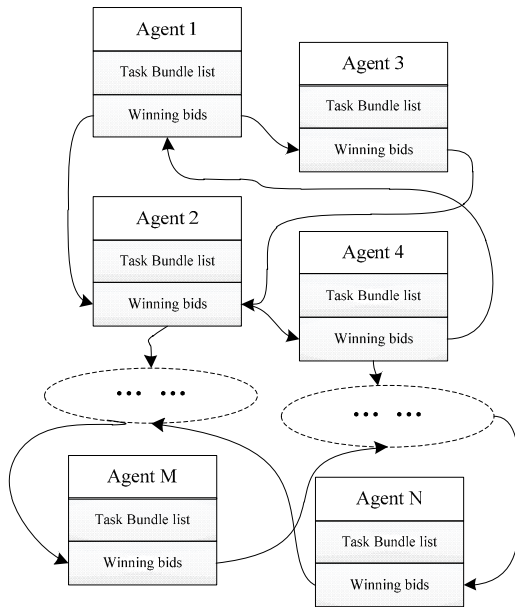 Agent 1
Task Bundle list
Winning bids
Agent 3
Task Bundle list
Winning bids
Agent 2
Task Bundle list
Winning bids
Agent 4
Task Bundle list
Winning bids
... ...
... ...
Agent M
Task Bundle list
Winning bids
Agent N
Task Bundle list
Winning bids